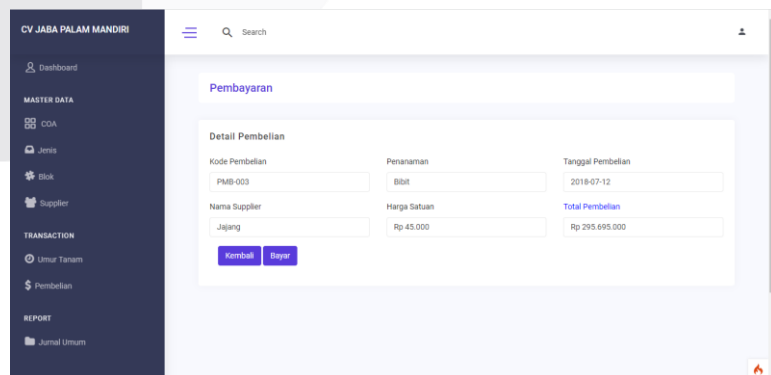 CV JABA PALAM MANDIRI
Search
Dashboard
MASTER DATA
COA
Jenis
Blok
Supplier
TRANSACTION
Umur Tanam
Pembelian
REPORT
Jurnal Umum
Pembayaran
Detail Pembelian
Kode Pembelian Penanaman Tanggal Pembelian
PMB-003 Bibit 2018-07-12
Nama Supplier Harga Satuan Total Pembelian
Jajang Rp 45.000 Rp 295.695.000
Kembali Bayar